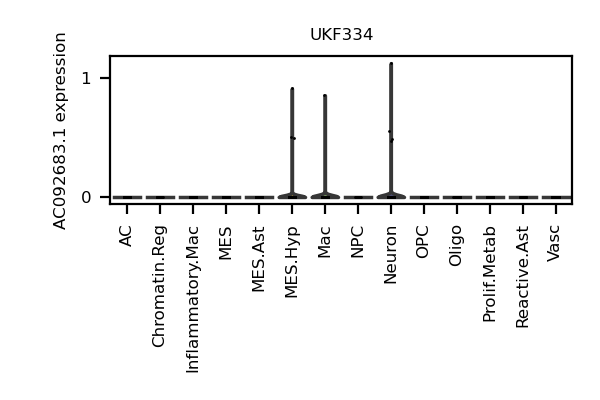 UKF334
AC092683.1 expression
1
0
AC
Chromatin.Reg
Inflammatory.Mac
MES
MES.Ast
MES.Hyp
Mac
NPC
Neuron
OPC
Oligo
Prolif.Metab
Reactive.Ast
Vasc